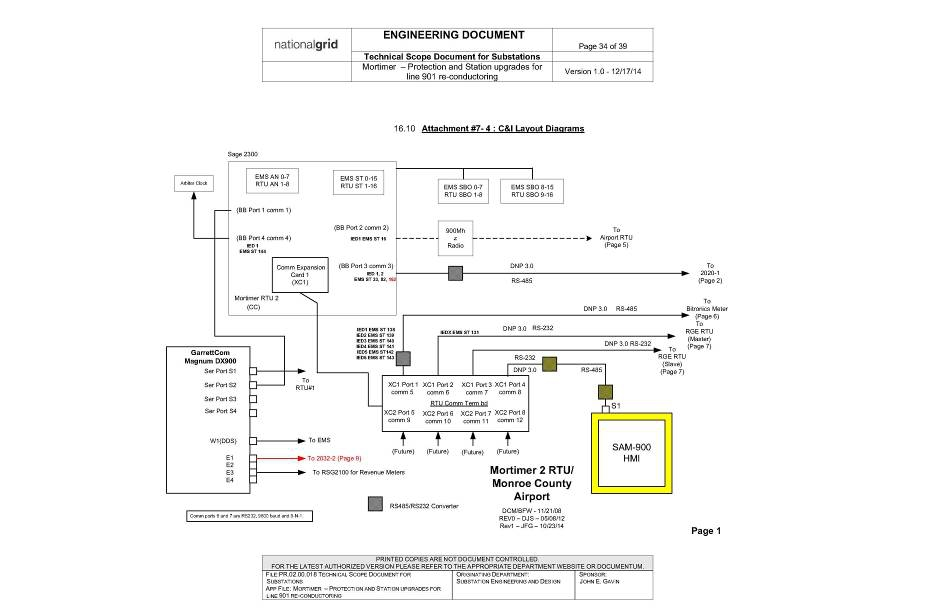 nationalgrid
ENGINEERING DOCUMENT
Page 34 of 39
Technical Scope Document for Substations
Mortimer – Protection and Station upgrades for
line 901 re-conductoring
Version 1.0 - 12/17/14
16.10 Attachment #7- 4 : C&I Layout Diagrams
Sage 2300
Arbiter Clock
EMS AN 0-7
RTU AN 1-8
EMS ST 0-15
RTU ST 1-16
EMS SBO 0-7
RTU SBO 1-8
EMS SBO 8-15
RTU SBO 9-16
(BB Port 1 comm 1)
(BB Port 2 comm 2)
IED1 EMS ST 16
900Mh
z
Radio
To
Airport RTU
(Page 5)
(BB Port 4 comm 4)
IED 1
EMS ST 144
(BB Port 3 comm 3)
IED 1, 2
Comm Expansion
Card 1
(XC1)
DNP 3.0
RS-485
To
2020-1
(Page 2)
Mortimer RTU 2
(CC)
DNP 3.0 RS-485
To
Bitronics Meter
(Page 6)
IED1 EMS ST 138
IED2 EMS ST 139
IED3 EMS ST 140
IED4 EMS ST 141
IED5 EMS ST142
IED6 EMS ST 143
IEDX EMS ST 131
DNP 3.0 RS-232
To
RGE RTU
(Master)
(Page 7)
DNP 3.0 RS-232
To
RGE RTU
(Slave)
(Page 7)
RS-232
DNP 3.0
RS-485
GarrettCom
Magnum DX900
Ser Port S1
Ser Port S2
Ser Port S3
Ser Port S4
To
RTU#1
XC1 Port 1
comm 5
XC1 Port 2
comm 6
XC1 Port 3
comm 7
XC1 Port 4
comm 8
RTU Comm Term bd
XC2 Port 5
comm 9
XC2 Port 6
comm 10
XC2 Port 7
comm 11
XC2 Port 8
comm 12
S1
SAM-900
HMI
W1(DDS)
To EMS
(Future)
(Future)
(Future)
(Future)
E1
E2
E3
E4
To 2032-2 (Page 9)
To RSG2100 for Revenue Meters
Mortimer 2 RTU/
Monroe County
Airport
RS485/RS232 Converter
DCM/BFW - 11/21/08
REV0 – DJS – 05/08/12
Rev1 – JFG – 10/23/14
Comm ports 6 and 7 are RS232, 9600 baud and 8-N-1.
Page 1
PRINTED COPIES ARE NOT DOCUMENT CONTROLLED.
FOR THE LATEST AUTHORIZED VERSION PLEASE REFER TO THE APPROPRIATE DEPARTMENT WEBSITE OR DOCUMENTUM.
FILE:PR.02.00.018 TECHNICAL SCOPE DOCUMENT FOR
SUBSTATIONS
APP FILE: MORTIMER – PROTECTION AND STATION UPGRADES FOR
LINE 901 RE-CONDUCTORING
ORIGINATING DEPARTMENT:
SUBSTATION ENGINEERING AND DESIGN
SPONSOR:
JOHN E. GAVIN